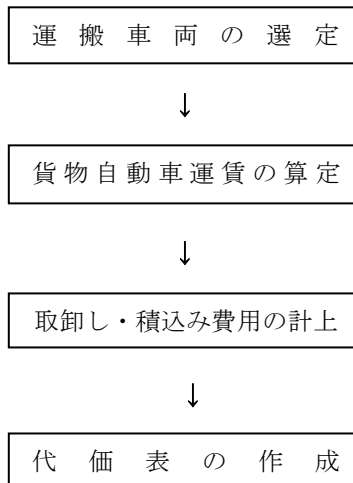 運搬車両の選定
↓
貨物自動車運賃の算定
↓
取卸し・積込み費用の計上
↓
代価表の作成